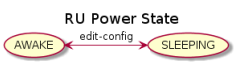 RU Power State
edit-config
AWAKE
SLEEPING